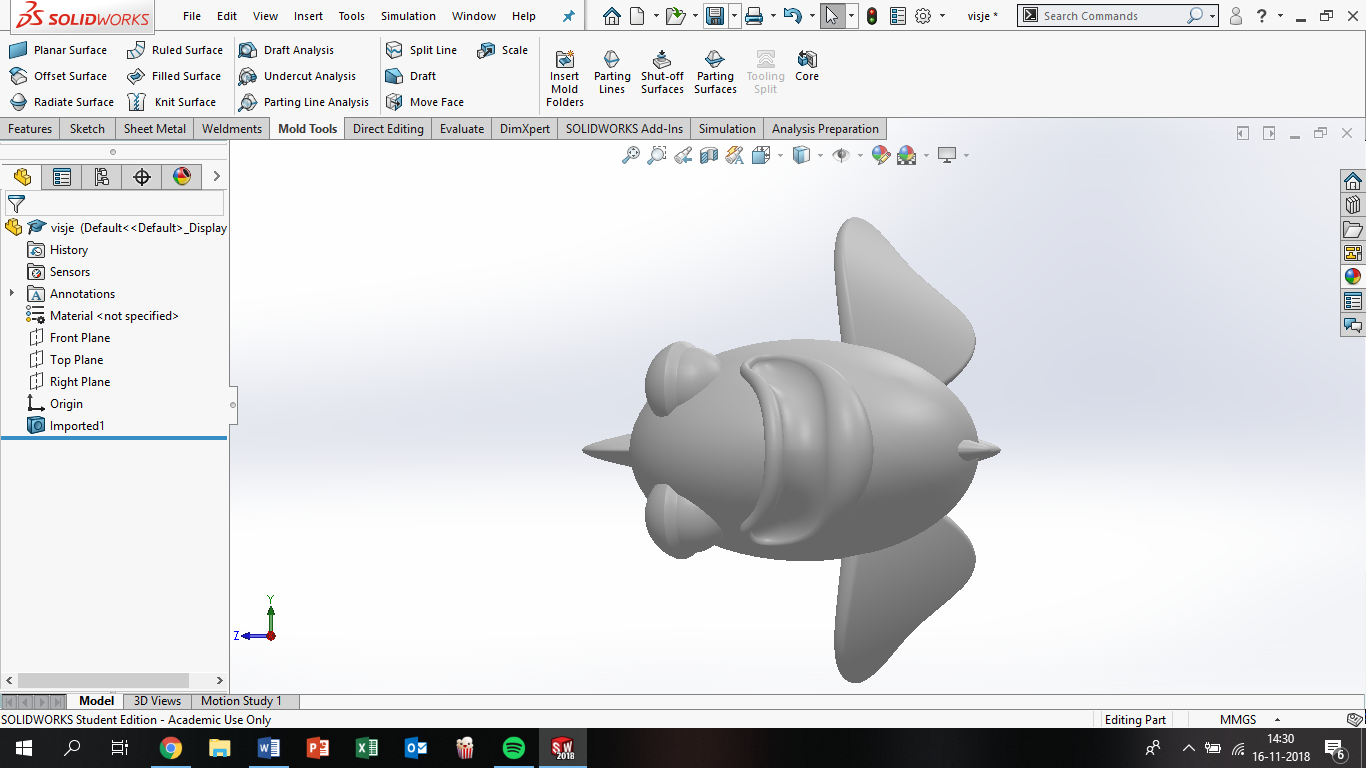 SOLIDWORKS File Edit View Insert Tools Simulation Window Help visje * Search Commands ?
Planar Surface Ruled Surface Draft Analysis Split Line Scale
Offset Surface Filled Surface Undercut Analysis Draft
Radiate Surface Knit Surface Parting Line Analysis Move Face
Insert Mold Folders Parting Lines Shut-off Surfaces Parting Surfaces Tooling Split Core
Features Sketch Sheet Metal Weldments Mold Tools Direct Editing Evaluate DimXpert SOLIDWORKS Add-Ins Simulation Analysis Preparation
visje (Default<<Default>_Display
History
Sensors
Annotations
Material <not specified>
Front Plane
Top Plane
Right Plane
Origin
Imported1
Y
Z
Model 3D Views Motion Study 1
SOLIDWORKS Student Edition - Academic Use Only Editing Part MMGS
14:30
16-11-2018
6
SW
2018